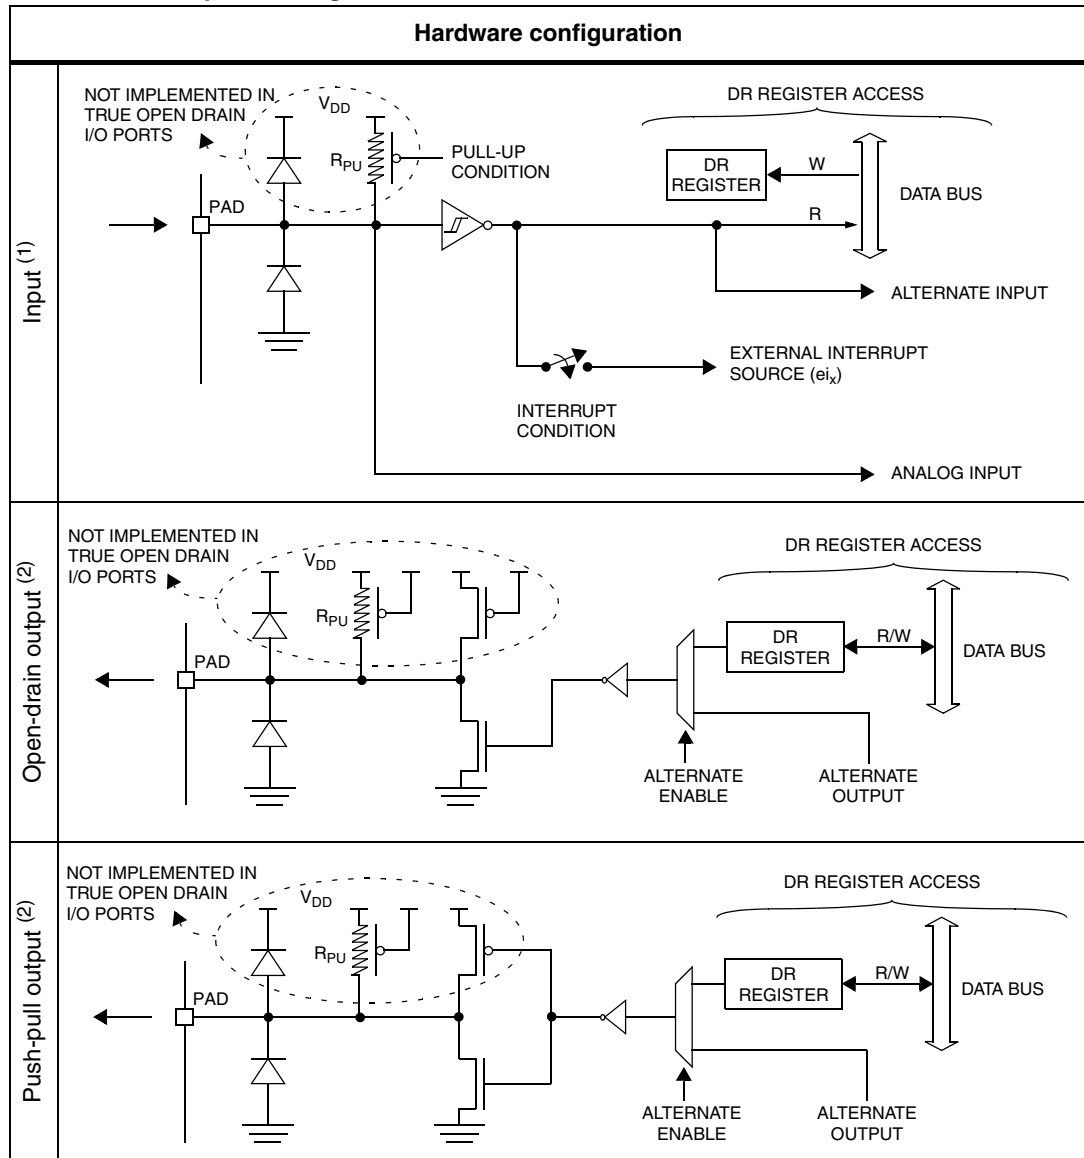 Hardware configuration
Input (1)
NOT IMPLEMENTED IN
TRUE OPEN DRAIN
I/O PORTS
VDD
RPU
PULL-UP
CONDITION
PAD
DR REGISTER ACCESS
DR
REGISTER
W
R
DATA BUS
ALTERNATE INPUT
EXTERNAL INTERRUPT
SOURCE (eix)
INTERRUPT
CONDITION
ANALOG INPUT
Open-drain output (2)
NOT IMPLEMENTED IN
TRUE OPEN DRAIN
I/O PORTS
VDD
RPU
PAD
DR REGISTER ACCESS
DR
REGISTER
R/W
DATA BUS
ALTERNATE
ENABLE
ALTERNATE
OUTPUT
Push-pull output (2)
NOT IMPLEMENTED IN
TRUE OPEN DRAIN
I/O PORTS
VDD
RPU
PAD
DR REGISTER ACCESS
DR
REGISTER
R/W
DATA BUS
ALTERNATE
ENABLE
ALTERNATE
OUTPUT